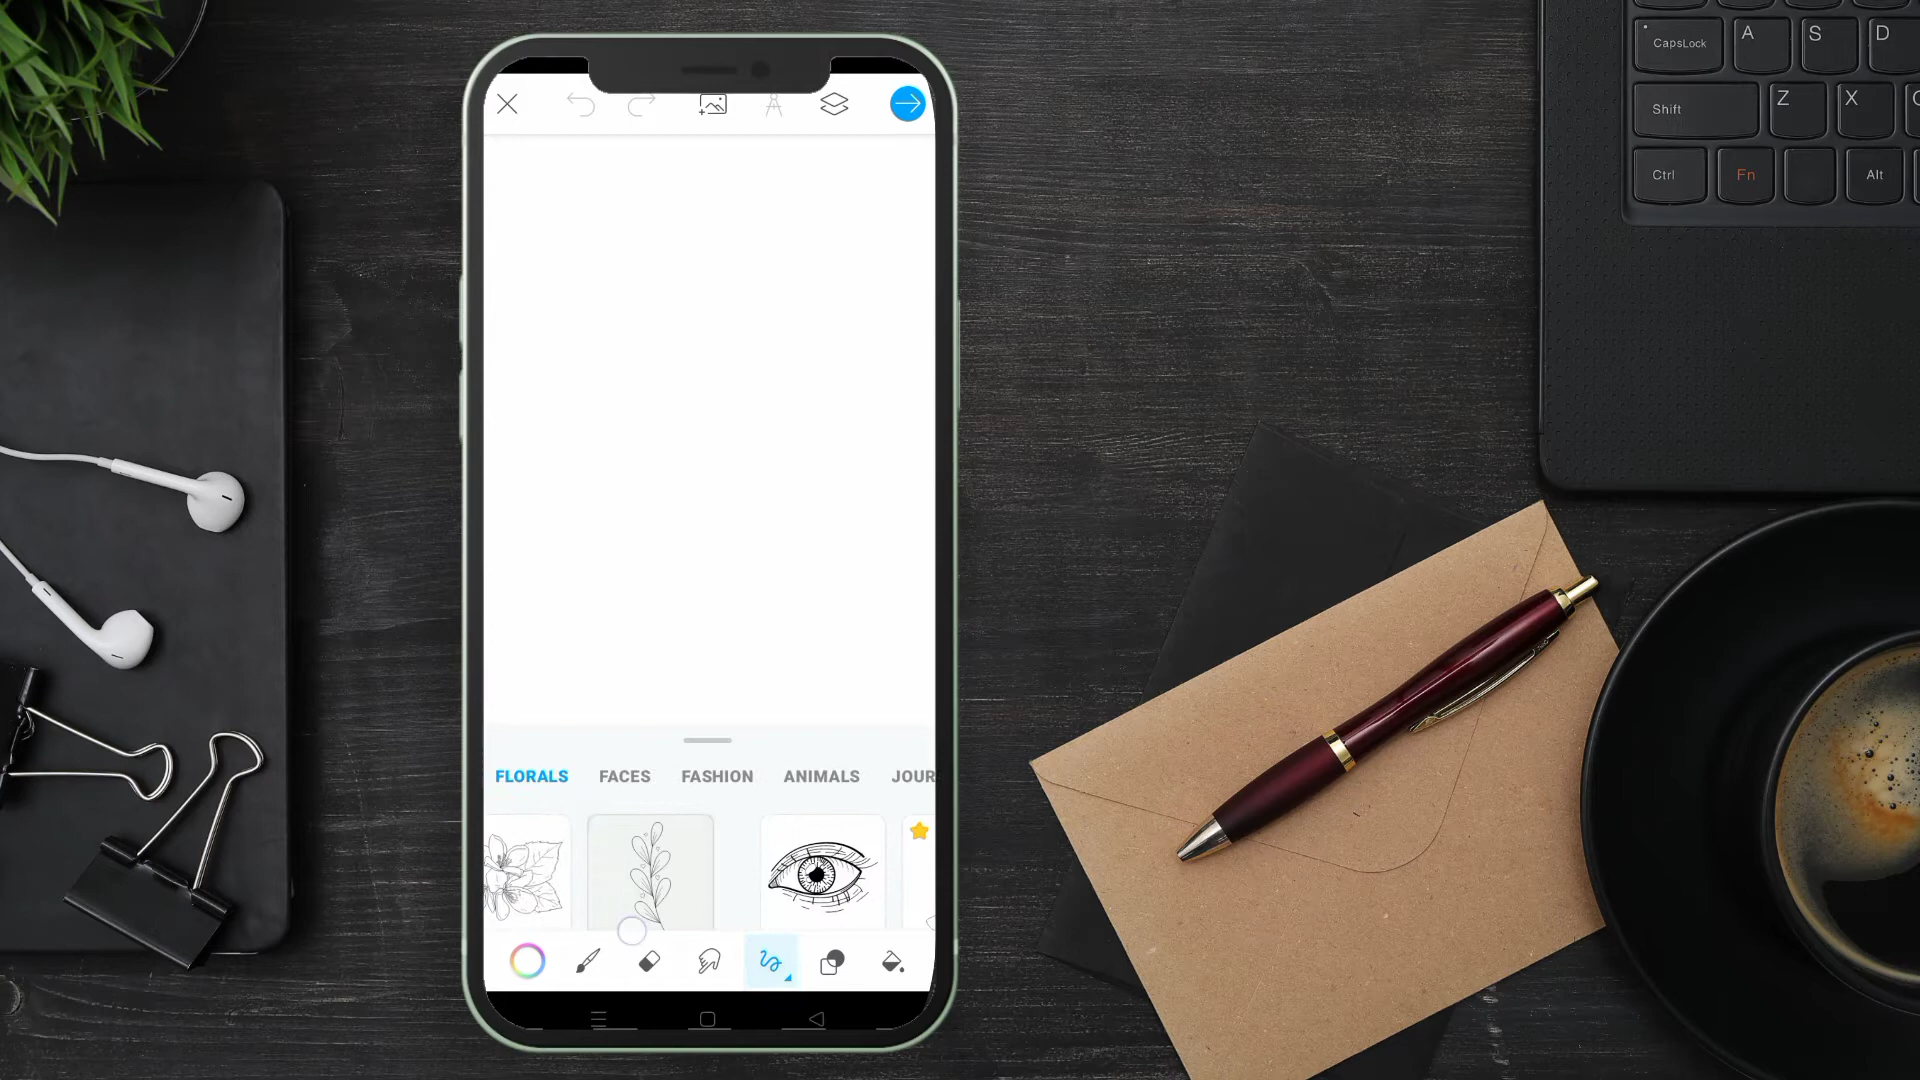 CapsLock
A
S
D
Shift
Z
X
Ctrl
Fn
Alt
FLORALS FACES FASHION ANIMALS JOUR